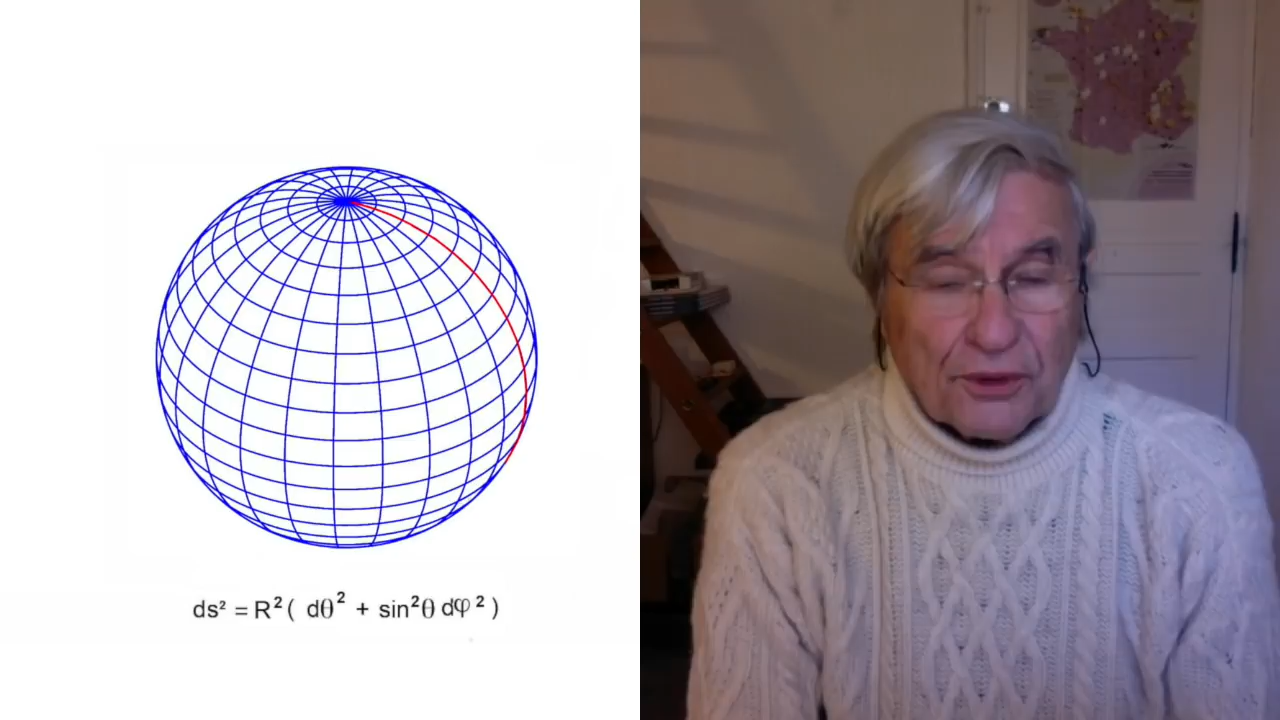 ds² = R² ( dθ² + sin²θ dφ² )